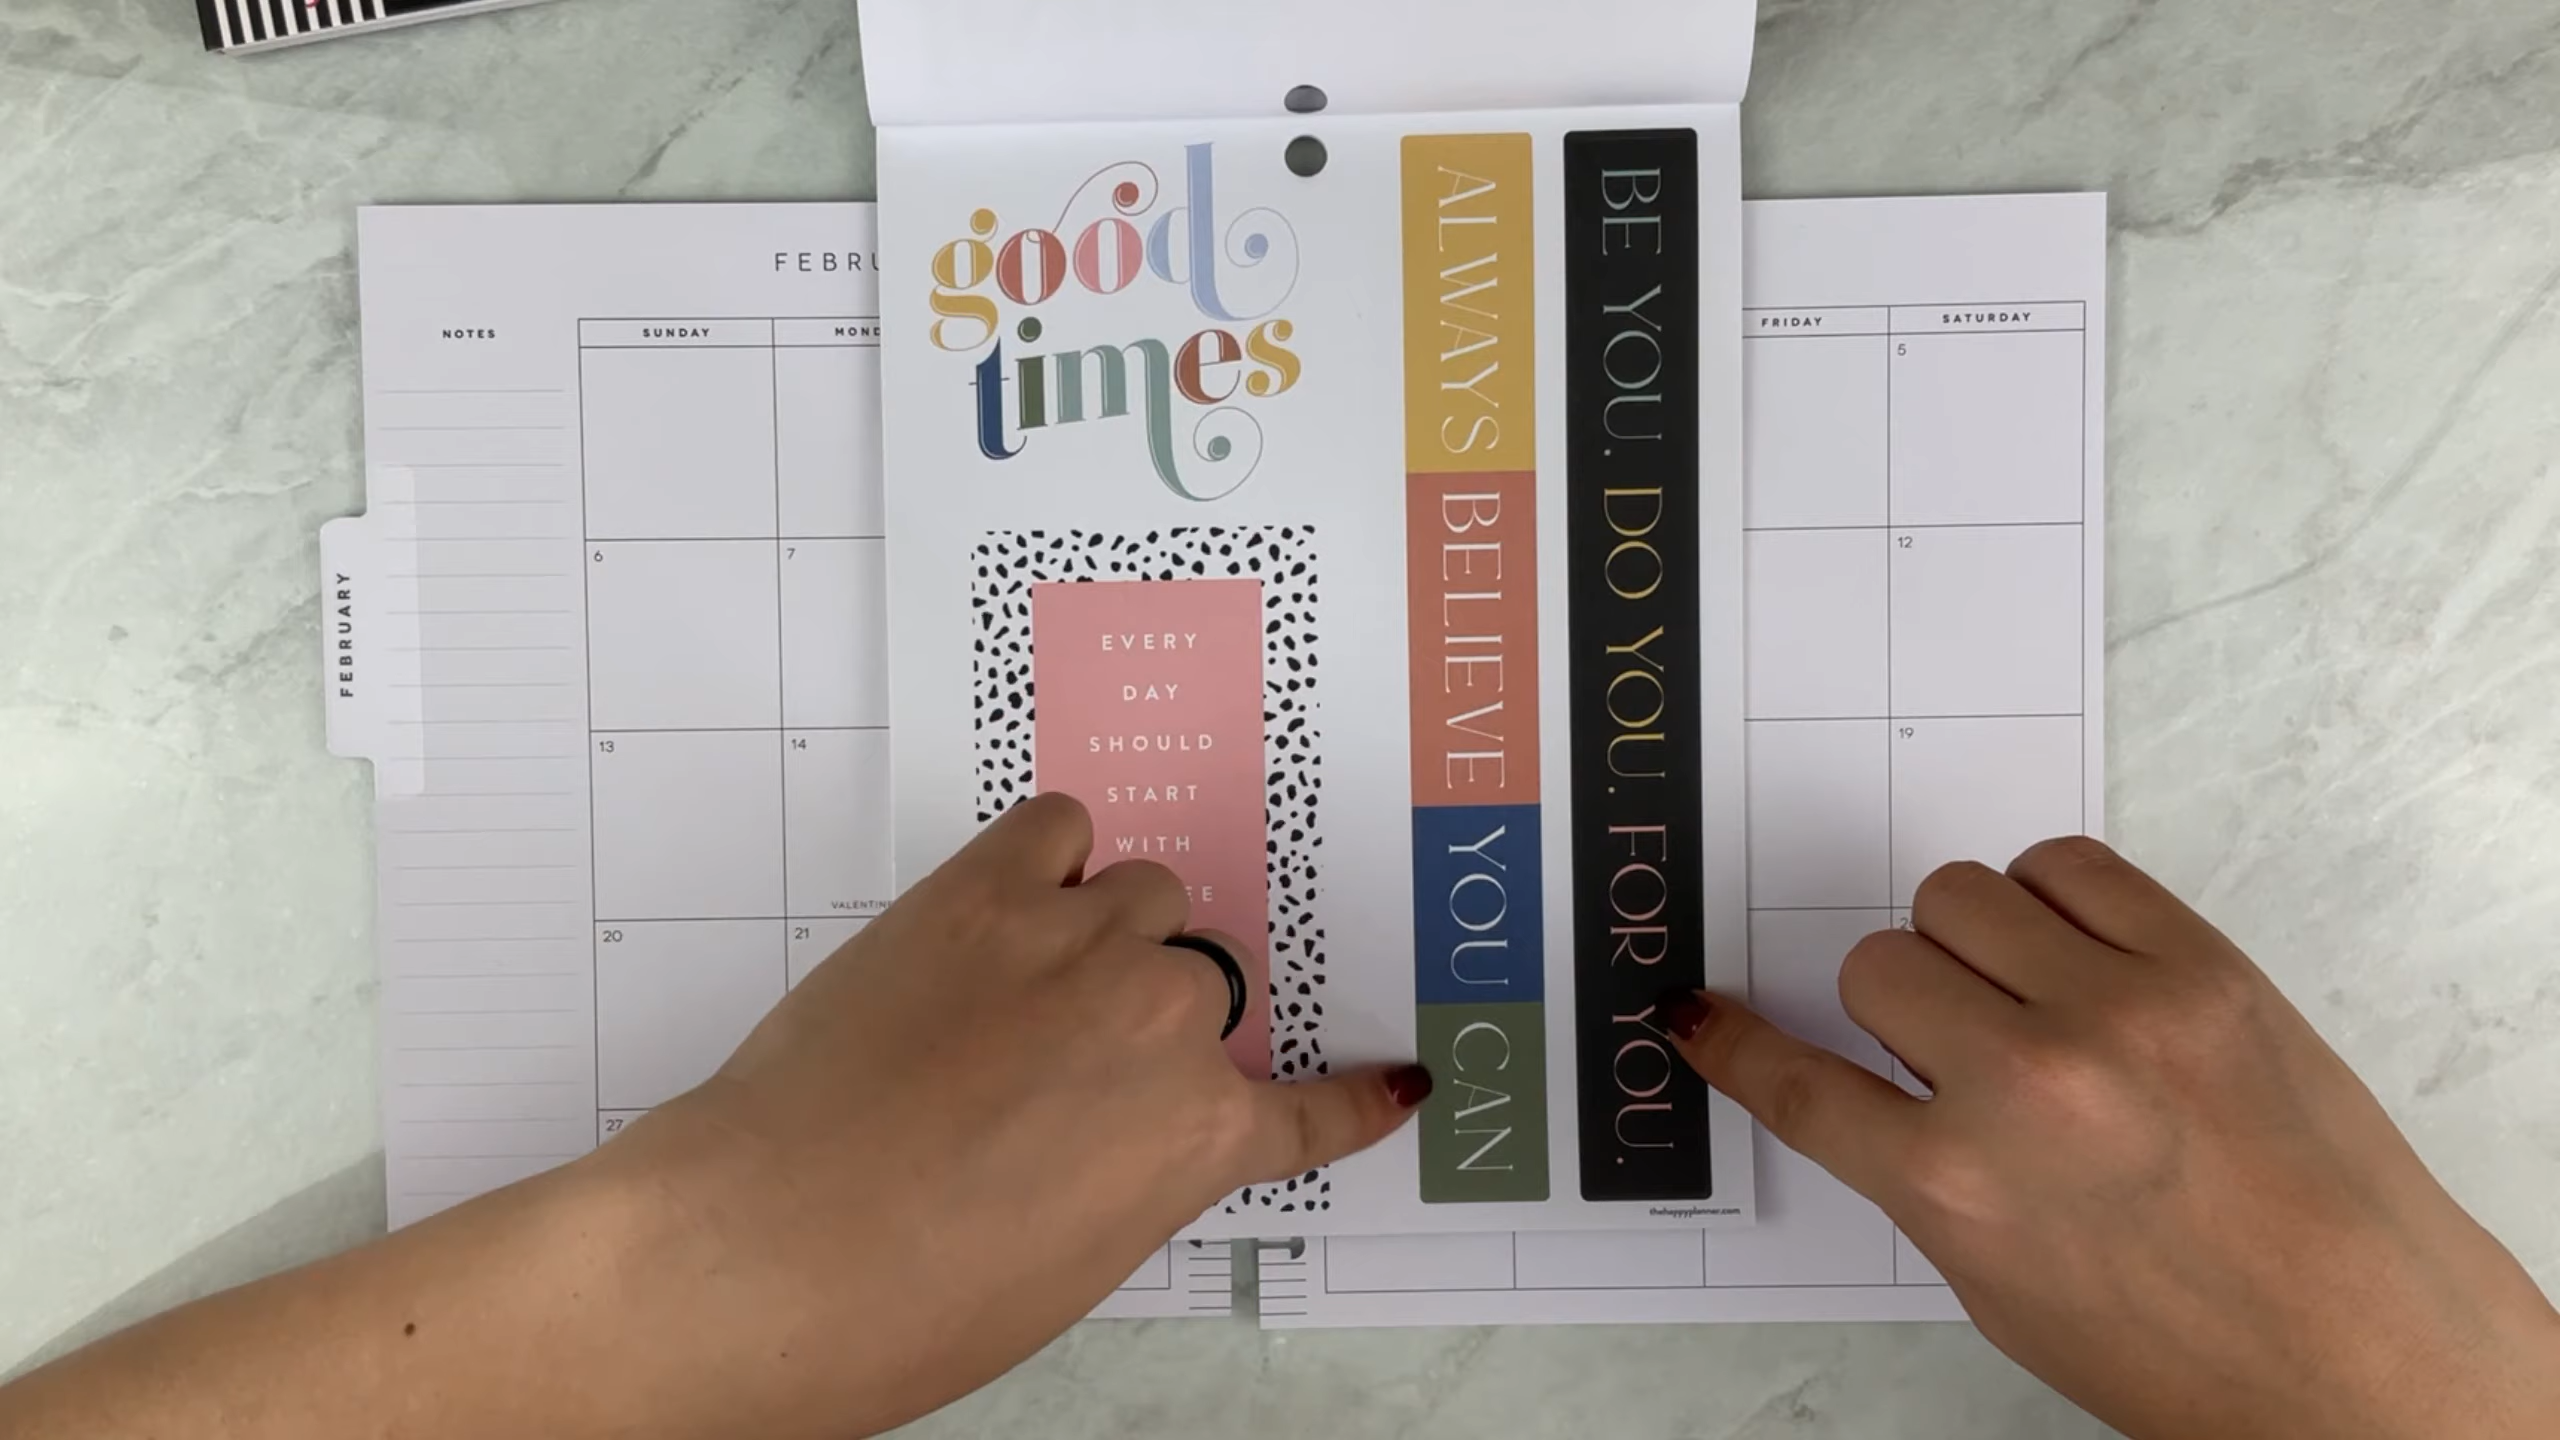 FEBRU
NOTES
SUNDAY
MOND
FRIDAY
SATURDAY
5
6
7
12
13
14
19
VALENTINE
20
21
27
FEBRUARY
good
times
EVERY
DAY
SHOULD
START
WITH
ALWAYS BELIEVE YOU CAN
BE YOU. DO YOU. FOR YOU.
thehappyplanner.com